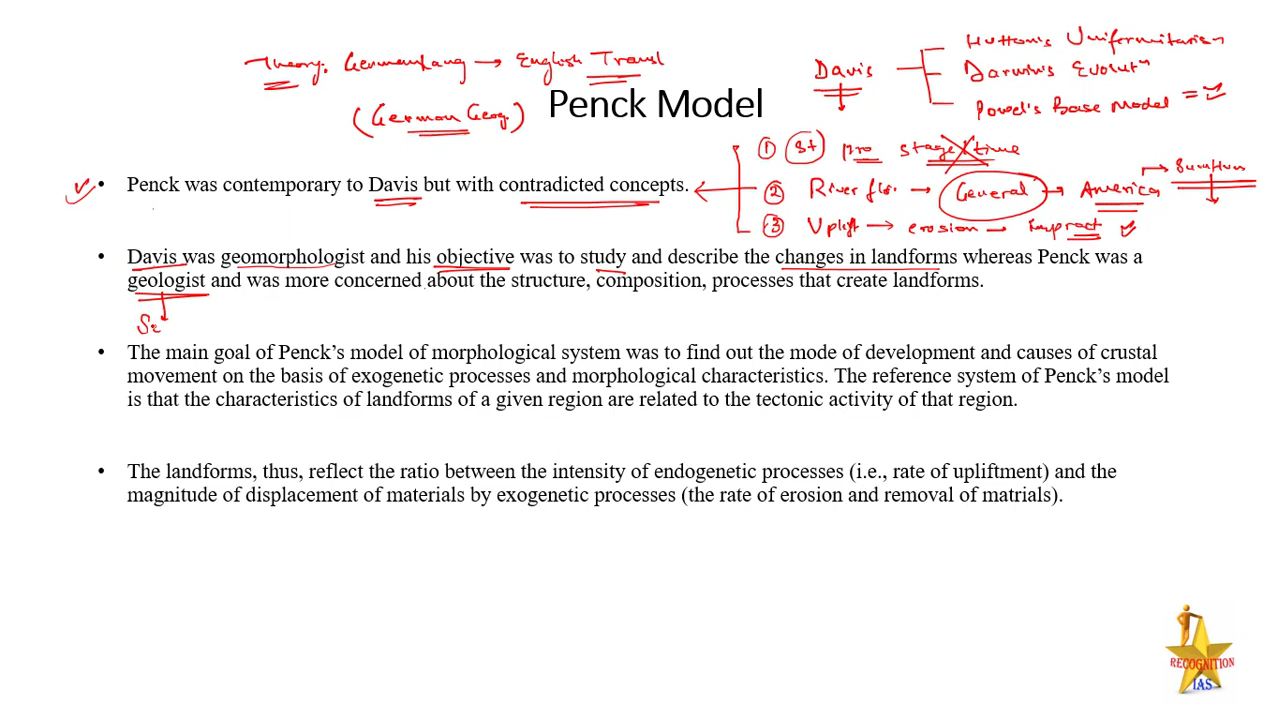 Theory: German Lang → English Transl
(German Geog.)
Davis
Hutton's Uniformitarian
Darwin's Evolutn
Powel's Base Model =
Penck Model
① St pro stage/time
• Penck was contemporary to Davis but with contradicted concepts.
② River → General → America
③ Uplift → erosion →
• Davis was geomorphologist and his objective was to study and describe the changes in landforms whereas Penck was a
geologist and was more concerned about the structure, composition, processes that create landforms.
• The main goal of Penck's model of morphological system was to find out the mode of development and causes of crustal
movement on the basis of exogenetic processes and morphological characteristics. The reference system of Penck's model
is that the characteristics of landforms of a given region are related to the tectonic activity of that region.
• The landforms, thus, reflect the ratio between the intensity of endogenetic processes (i.e., rate of upliftment) and the
magnitude of displacement of materials by exogenetic processes (the rate of erosion and removal of matrials).
RECOGNITION
IAS